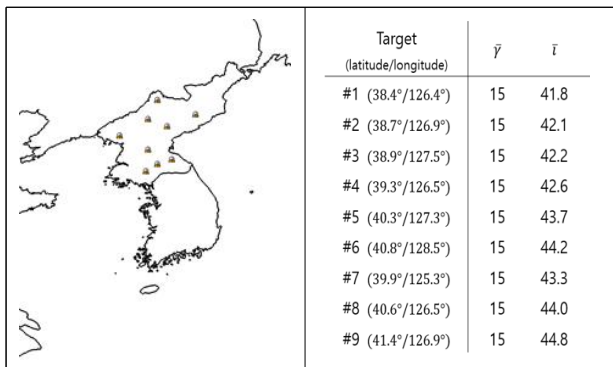 Target
(latitude/longitude)
γ̄
ῑ
#1 (38.4°/126.4°) 15 41.8
#2 (38.7°/126.9°) 15 42.1
#3 (38.9°/127.5°) 15 42.2
#4 (39.3°/126.5°) 15 42.6
#5 (40.3°/127.3°) 15 43.7
#6 (40.8°/128.5°) 15 44.2
#7 (39.9°/125.3°) 15 43.3
#8 (40.6°/126.5°) 15 44.0
#9 (41.4°/126.9°) 15 44.8